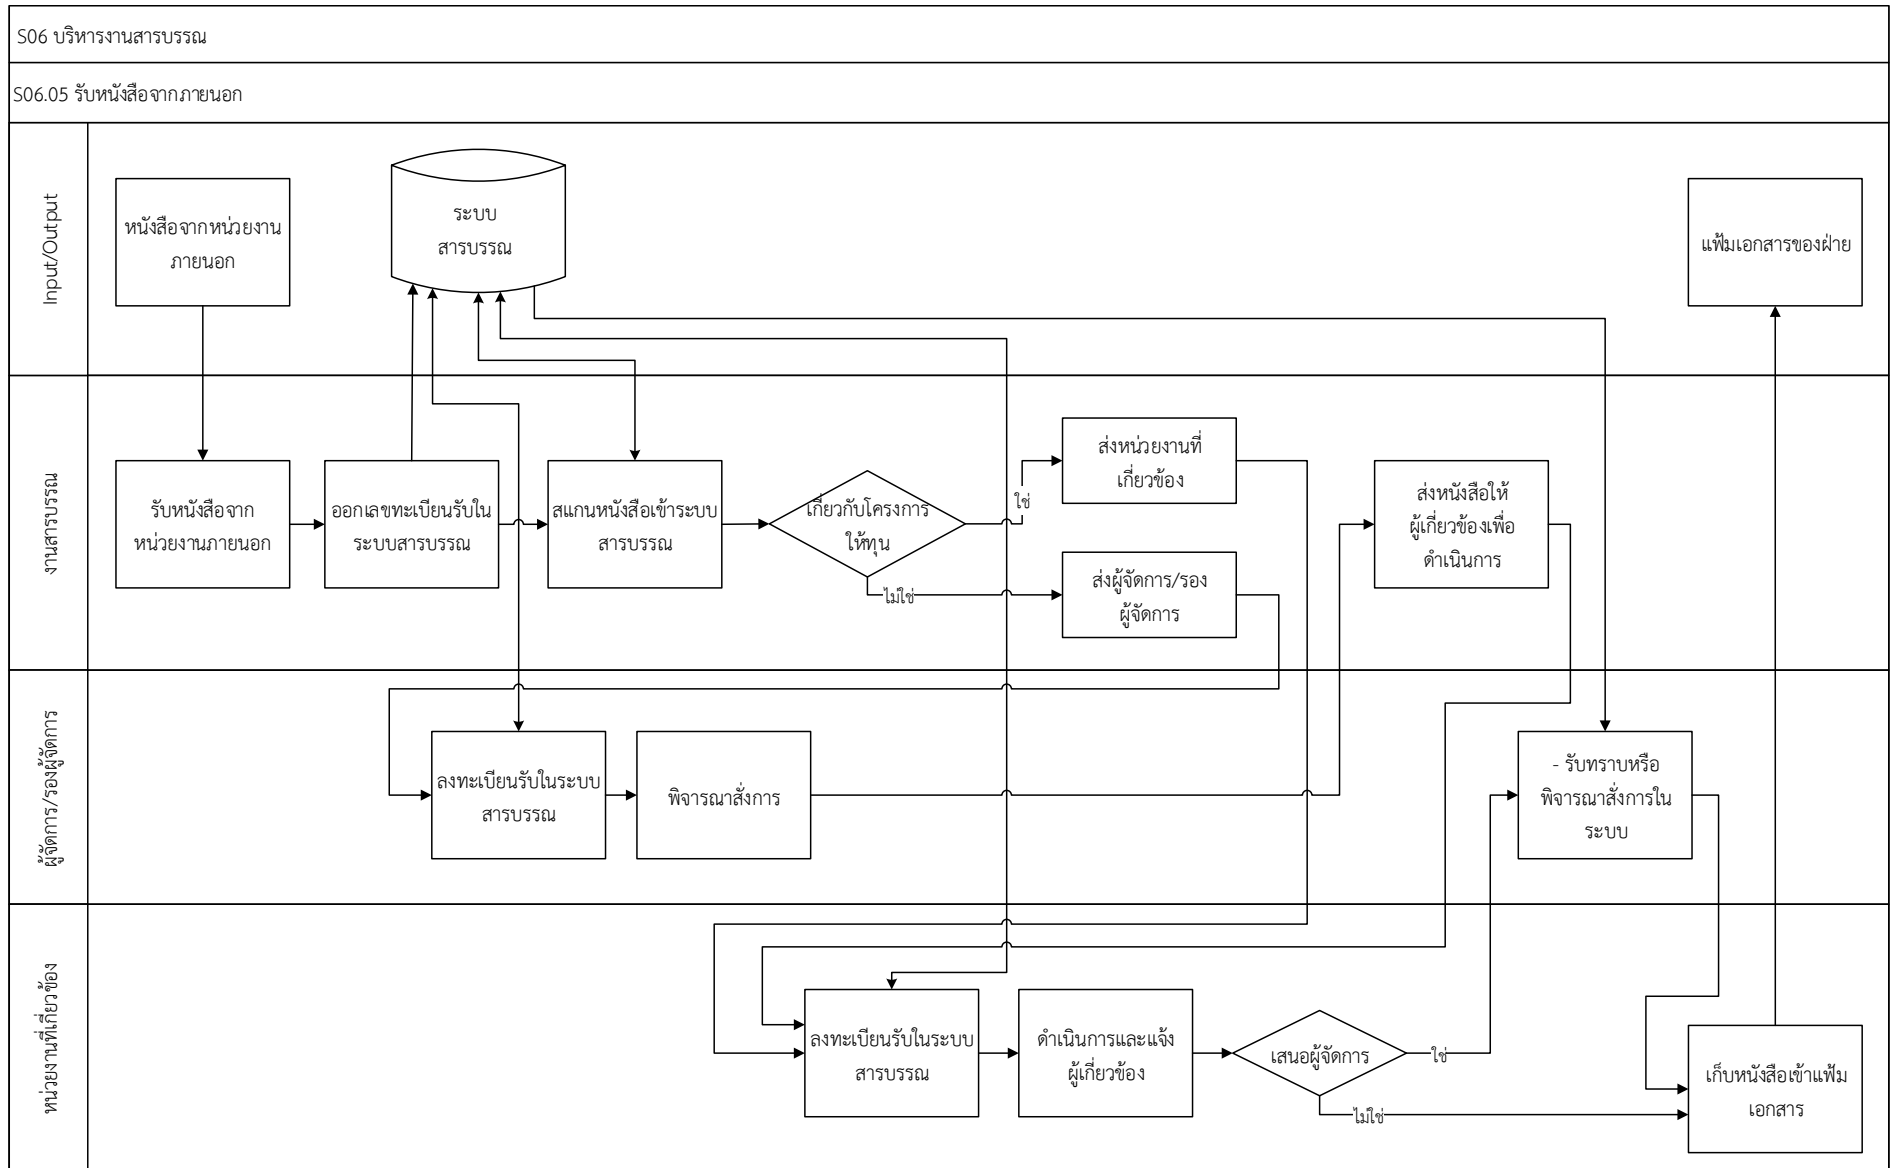 S06 บริหารงานสารบรรณ
S06.05 รับหนังสือจากภายนอก
Input/Output
หนังสือจากหน่วยงาน
ภายนอก
ระบบ
สารบรรณ
แฟ้มเอกสารของฝ่าย
งานสารบรรณ
รับหนังสือจาก
หน่วยงานภายนอก
ออกเลขทะเบียนรับใน
ระบบสารบรรณ
สแกนหนังสือเข้าระบบ
สารบรรณ
เกี่ยวกับโครงการ
ให้ทุน
ใช่
ไม่ใช่
ส่งหน่วยงานที่
เกี่ยวข้อง
ส่งผู้จัดการ/รอง
ผู้จัดการ
ส่งหนังสือให้
ผู้เกี่ยวข้องเพื่อ
ดำเนินการ
ผู้จัดการ/รองผู้จัดการ
ลงทะเบียนรับในระบบ
สารบรรณ
พิจารณาสั่งการ
- รับทราบหรือ
พิจารณาสั่งการใน
ระบบ
หน่วยงานที่เกี่ยวข้อง
ลงทะเบียนรับในระบบ
สารบรรณ
ดำเนินการและแจ้ง
ผู้เกี่ยวข้อง
เสนอผู้จัดการ
ใช่
ไม่ใช่
เก็บหนังสือเข้าแฟ้ม
เอกสาร